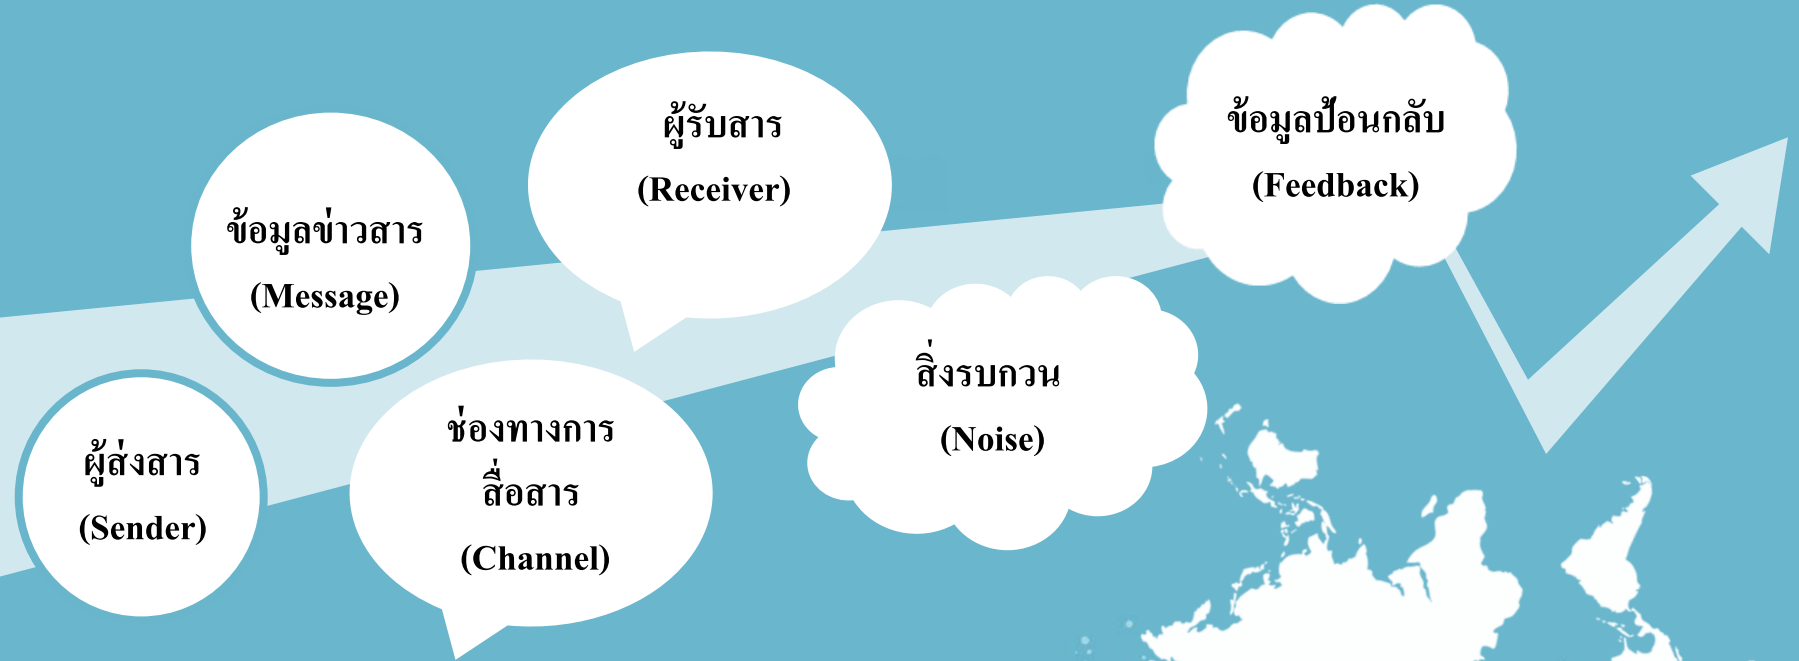 ผู้ส่งสาร
(Sender)
ข้อมูลข่าวสาร
(Message)
ช่องทางการ
สื่อสาร
(Channel)
ผู้รับสาร
(Receiver)
สิ่งรบกวน
(Noise)
ข้อมูลป้อนกลับ
(Feedback)